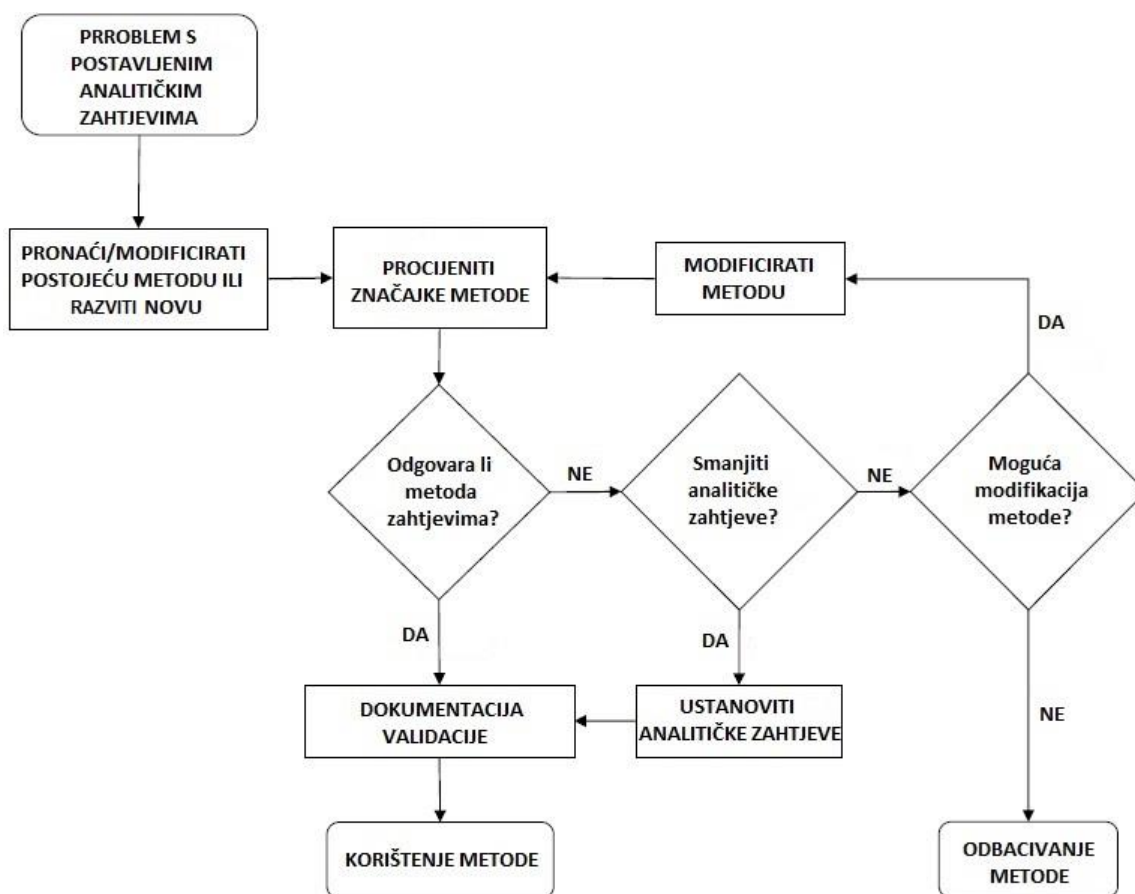 PRROBLEM S
POSTAVLJENIM
ANALITIČKIM
ZAHTJEVIMA
PRONAĆI/MODIFICIRATI
POSTOJEĆU METODU ILI
RAZVITI NOVU
PROCIJENITI
ZNAČAJKE METODE
MODIFICIRATI
METODU
DA
Odgovara li
metoda
zahtjevima?
NE
Smanjiti
analitičke
zahtjeve?
NE
Moguća
modifikacija
metode?
DA
DA
NE
DOKUMENTACIJA
VALIDACIJE
USTANOVITI
ANALITIČKE ZAHTJEVE
KORIŠTENJE METODE
ODBACIVANJE
METODE